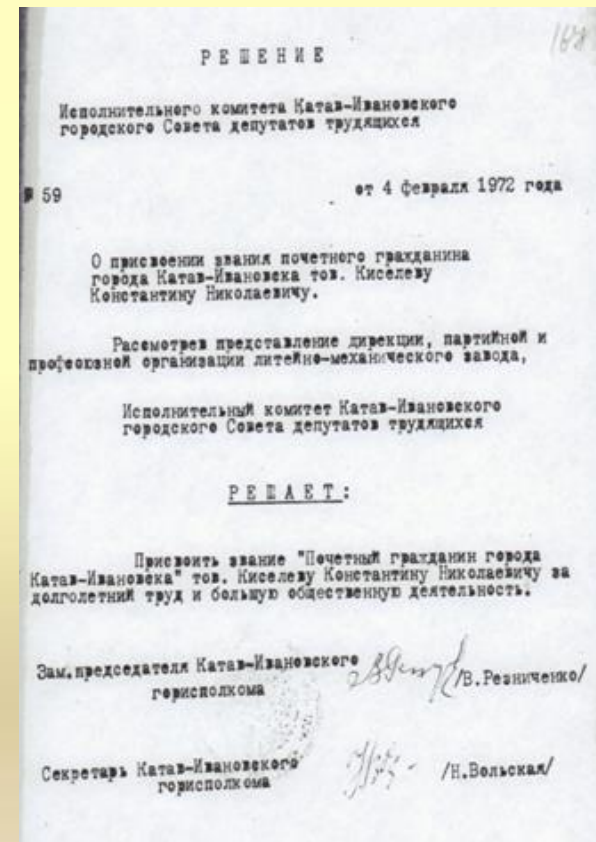 РЕШЕНИЕ
Исполнительного комитета Катав-Ивановского
городского Совета депутатов трудящихся
№ 59 от 4 февраля 1972 года
О присвоении звания почетного гражданина
города Катав-Ивановска тов. Киселеву
Константину Николаевичу.
Рассмотрев представление дирекции, партийной и
профсоюзной организации литейно-механического завода,
Исполнительный комитет Катав-Ивановского
городского Совета депутатов трудящихся
РЕШАЕТ:
Присвоить звание "Почетный гражданин города
Катав-Ивановска" тов. Киселеву Константину Николаевичу за
долголетний труд и большую общественную деятельность.
Зам.председателя Катав-Ивановского
горисполкома /В.Резниченко/
Секретарь Катав-Ивановского
горисполкома /Н.Вольская/